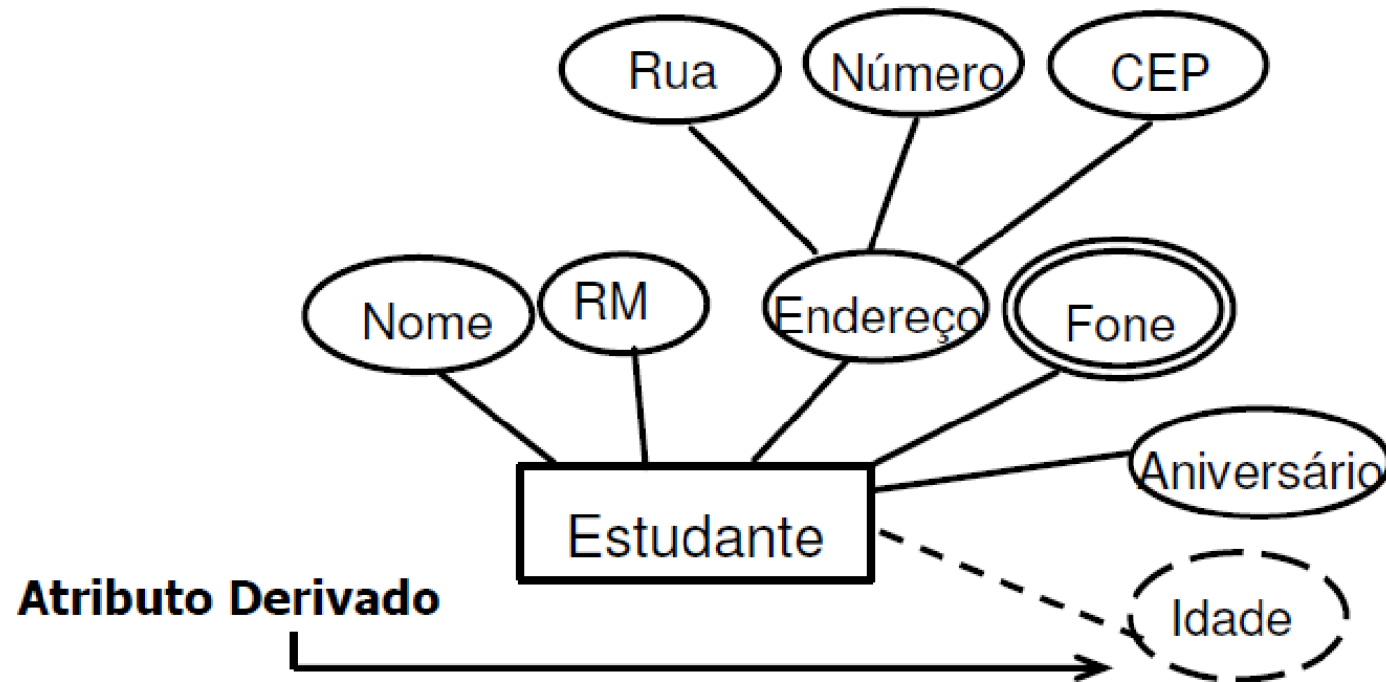 Rua
Número
CEP
Nome
RM
Endereço
Fone
Aniversário
Estudante
Atributo Derivado
Idade